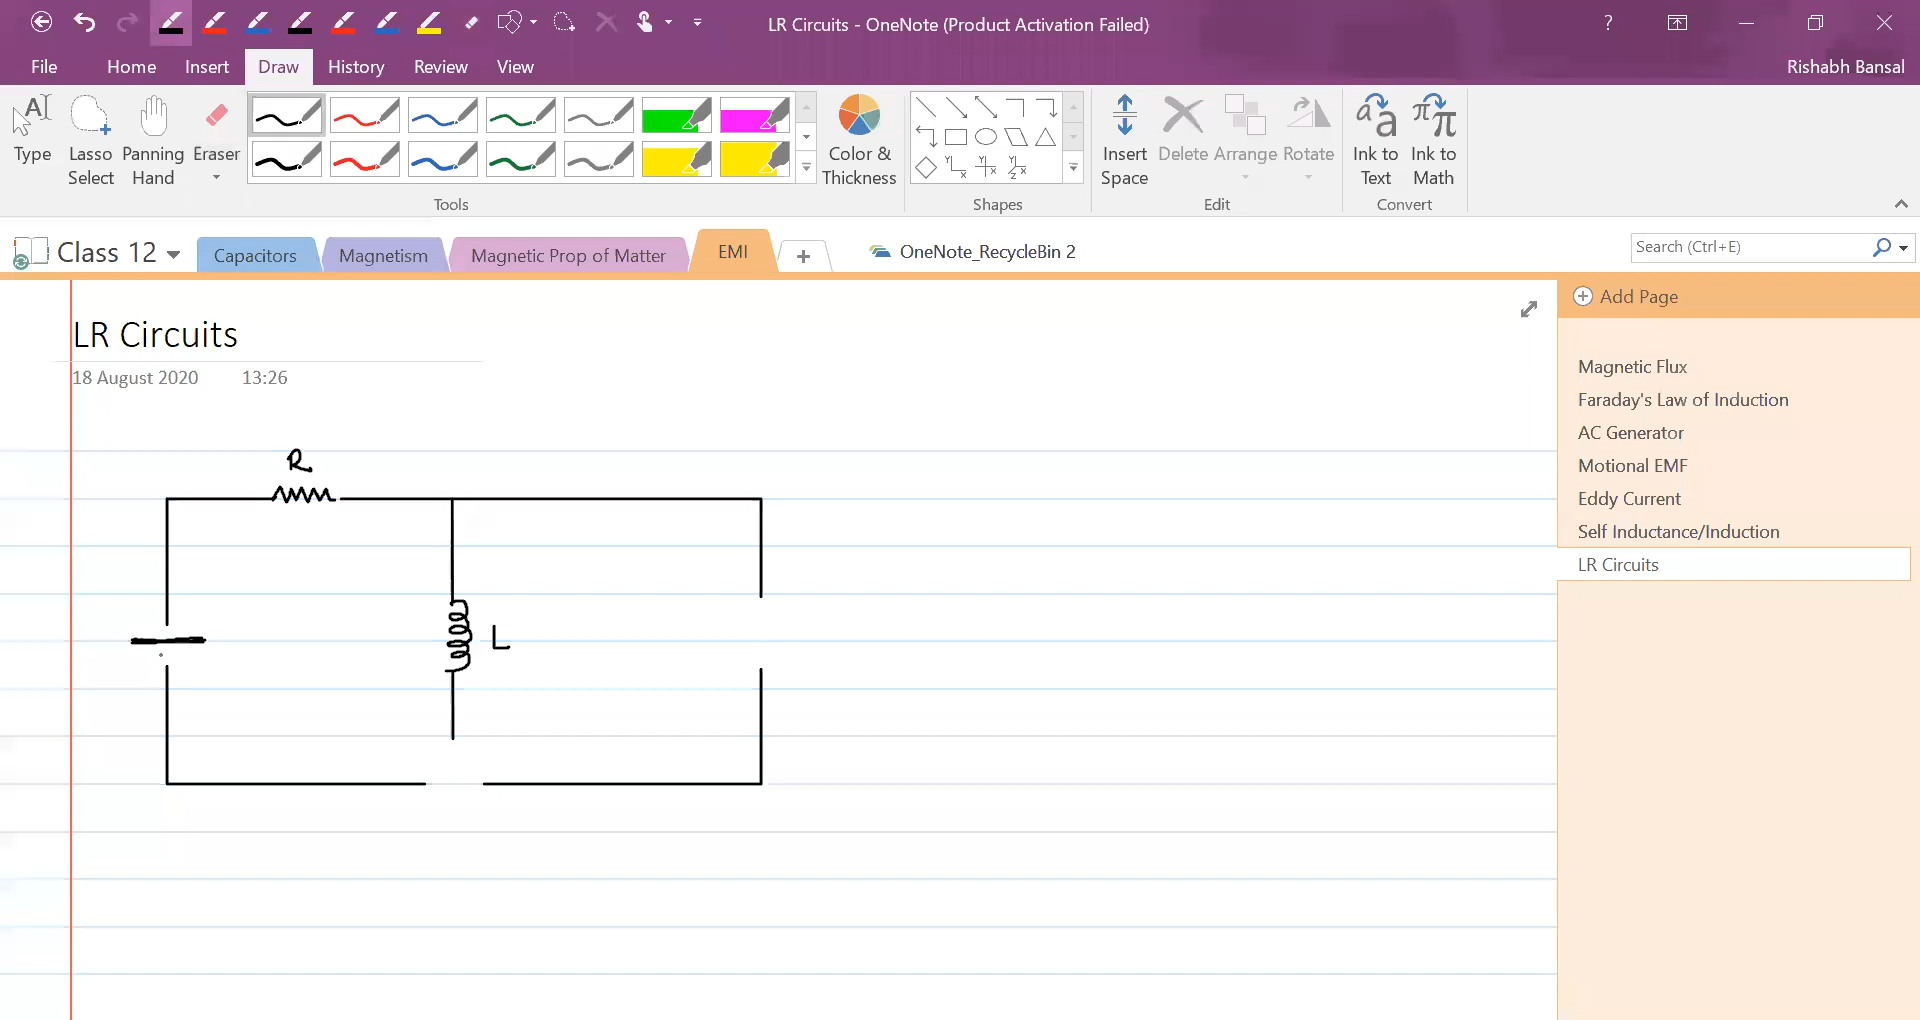 LR Circuits - OneNote (Product Activation Failed)
?
File Home Insert Draw History Review View
Rishabh Bansal
Type
Lasso Select
Panning Hand
Eraser
Color & Thickness
Insert Space
Delete
Arrange
Rotate
Ink to Text
Ink to Math
Tools
Shapes
Edit
Convert
Class 12
Capacitors
Magnetism
Magnetic Prop of Matter
EMI
OneNote_RecycleBin 2
Search (Ctrl+E)
Add Page
LR Circuits
18 August 2020 13:26
Magnetic Flux
Faraday's Law of Induction
AC Generator
Motional EMF
Eddy Current
Self Inductance/Induction
LR Circuits
R
L